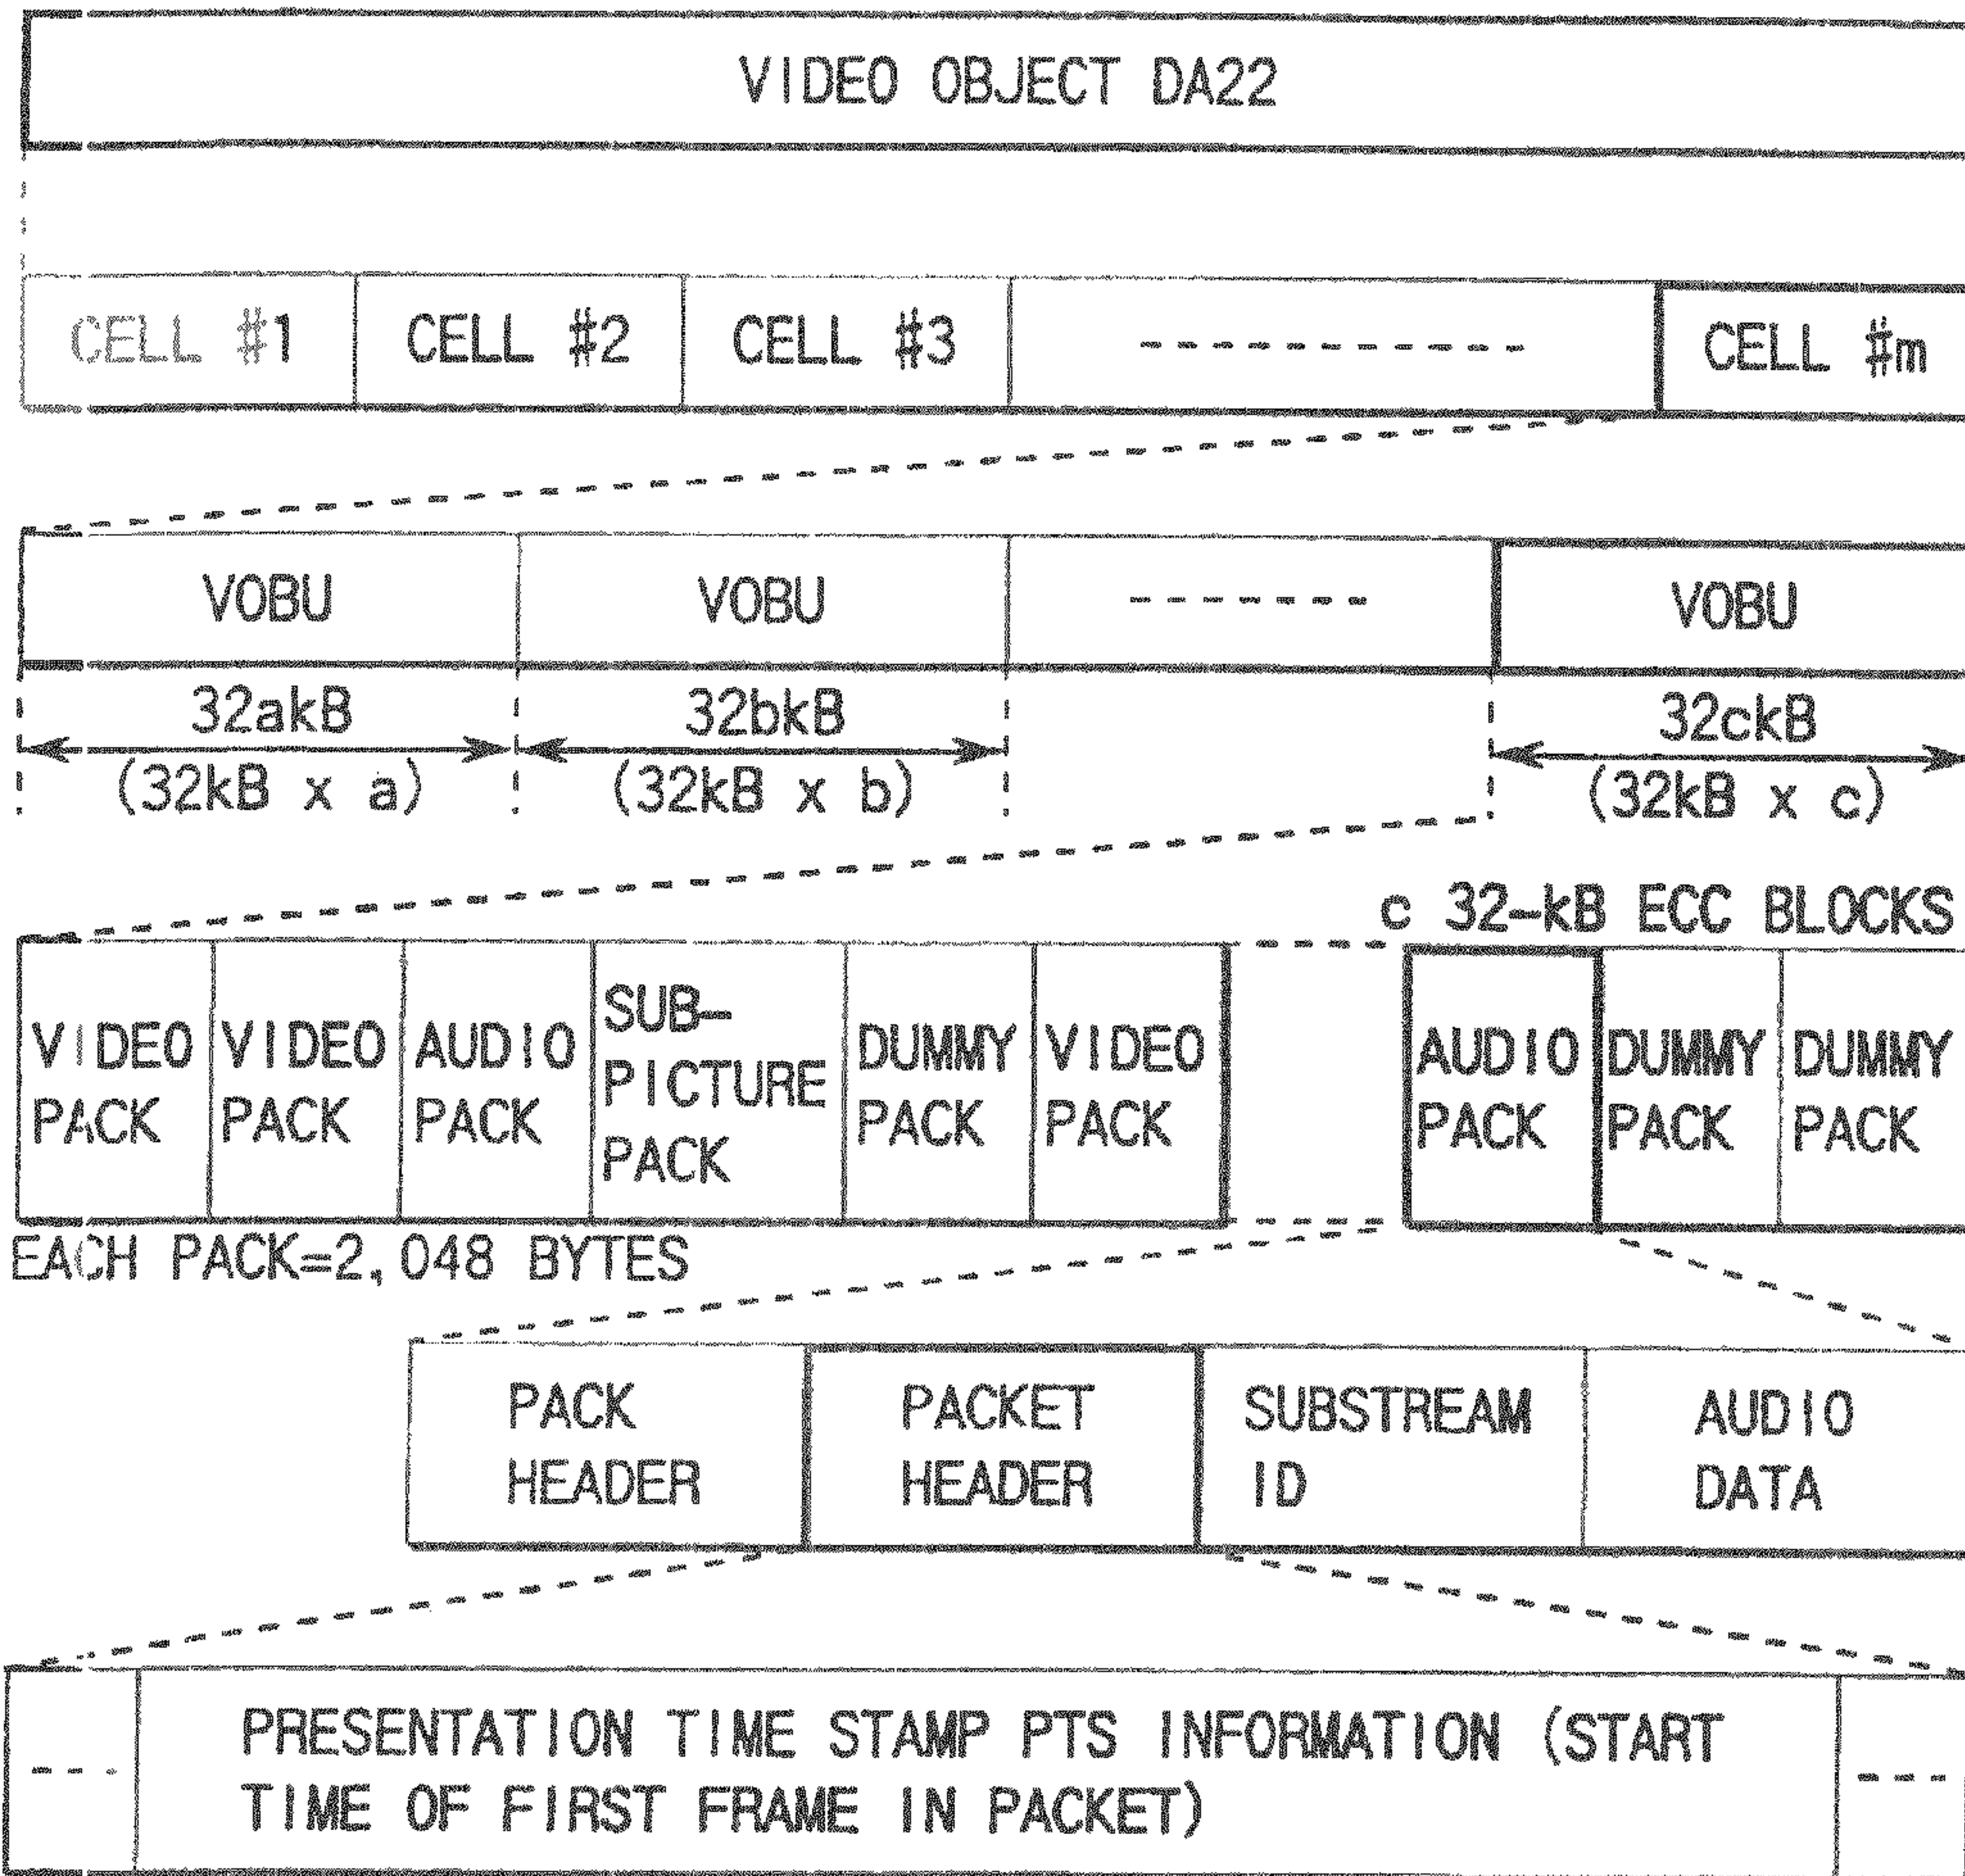 VIDEO OBJECT DA22
CELL #1 CELL #2 CELL #3 CELL #m
VOBU VOBU VOBU
32akB 32bkB 32ckB
(32kB x a) (32kB x b) (32kB x c)
c 32-kB ECC BLOCKS
VIDEO PACK
VIDEO PACK
AUDIO PACK
SUB-
PICTURE
PACK
DUMMY PACK
VIDEO PACK
AUDIO PACK
DUMMY PACK
DUMMY PACK
EACH PACK=2,048 BYTES
PACK
HEADER
PACKET
HEADER
SUBSTREAM
ID
AUDIO
DATA
PRESENTATION TIME STAMP PTS INFORMATION (START
TIME OF FIRST FRAME IN PACKET)